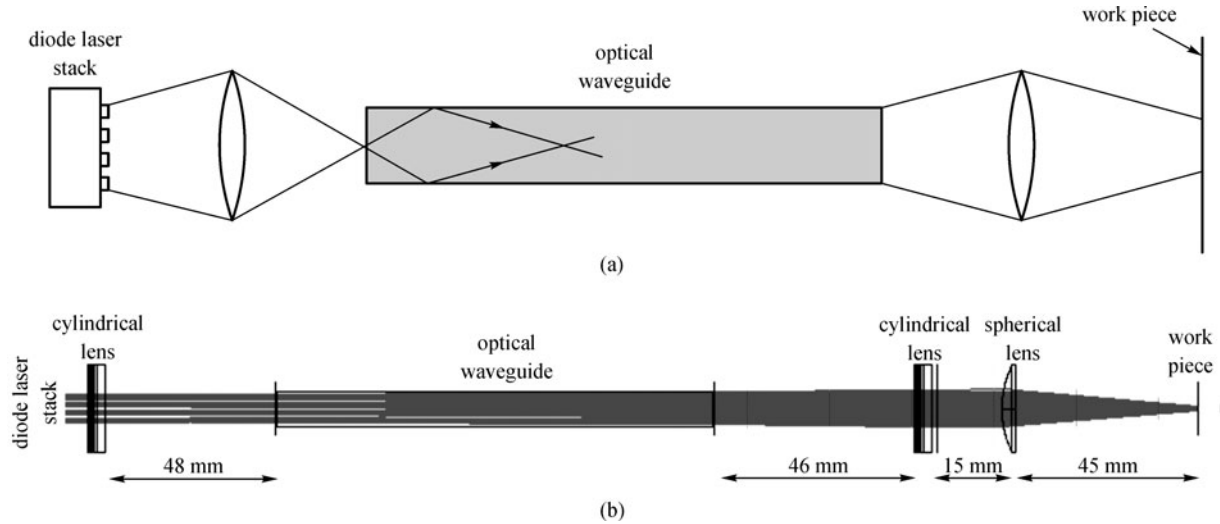 work piece
diode laser
stack
optical
waveguide
(a)
cylindrical
lens
optical
waveguide
cylindrical
lens
spherical
lens
work
piece
diode laser
stack
48 mm
46 mm
15 mm
45 mm
(b)